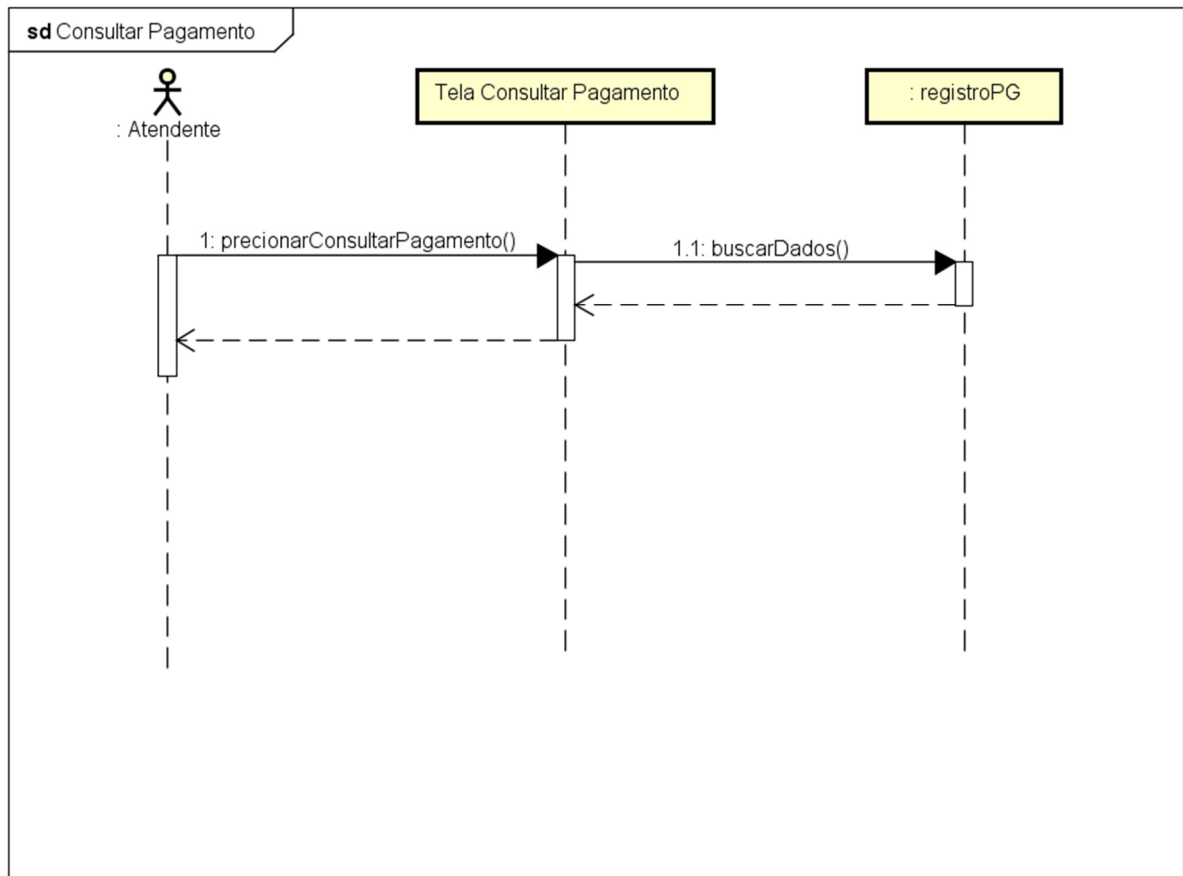 sd Consultar Pagamento
: Atendente
Tela Consultar Pagamento
: registroPG
1: precionarConsultarPagamento()
1.1: buscarDados()